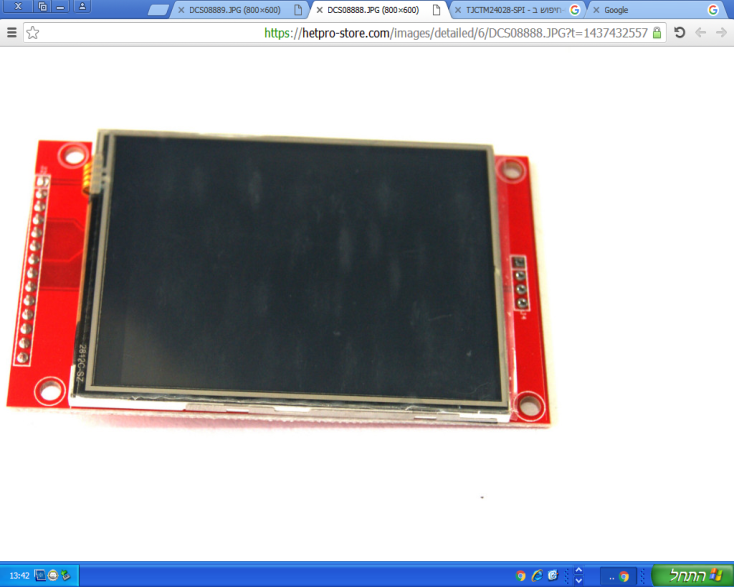 DCS08889.JPG (800×600)
DCS08888.JPG (800×600)
TJCTM24028-SPI - חיפוש ב
Google
https://hetpro-store.com/images/detailed/6/DCS08888.JPG?t=1437432557
13:42
התחל